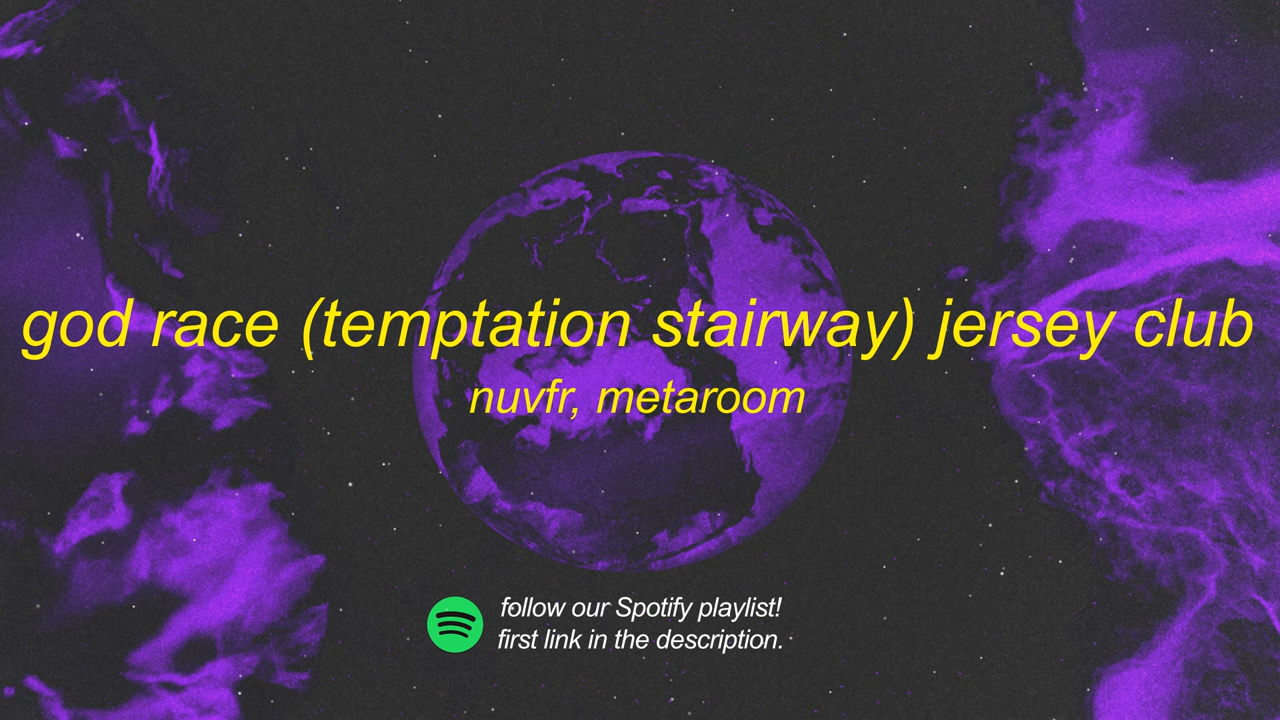 god race (temptation stairway) jersey club
nuvfr, metaroom
follow our Spotify playlist!
first link in the description.